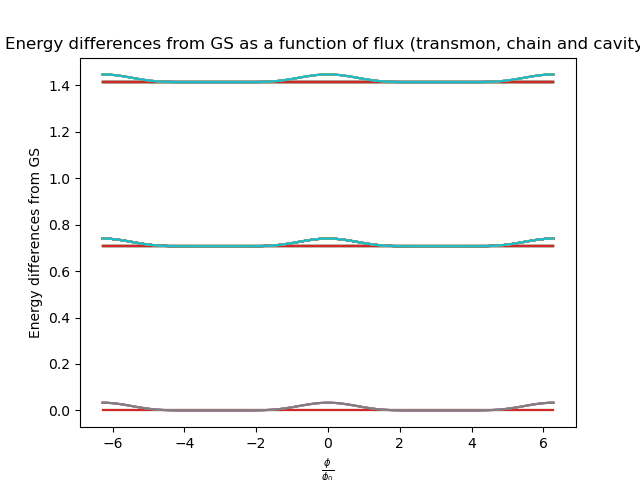 Energy differences from GS as a function of flux (transmon, chain and cavity
Energy differences from GS
1.4
1.2
1.0
0.8
0.6
0.4
0.2
0.0
−6 −4 −2 0 2 4 6
ϕ
ϕ₀